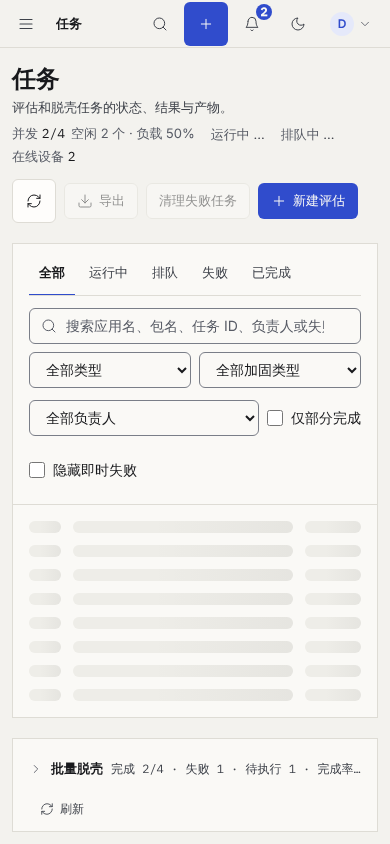 任务
2
D
任务
评估和脱壳任务的状态、结果与产物。
并发 2/4 空闲 2 个 · 负载 50% 运行中 … 排队中 …
在线设备 2
导出
清理失败任务
新建评估
全部 运行中 排队 失败 已完成
搜索应用名、包名、任务 ID、负责人或失
全部类型
全部加固类型
全部负责人
仅部分完成
隐藏即时失败
批量脱壳 完成 2/4 · 失败 1 · 待执行 1 · 完成率…
刷新